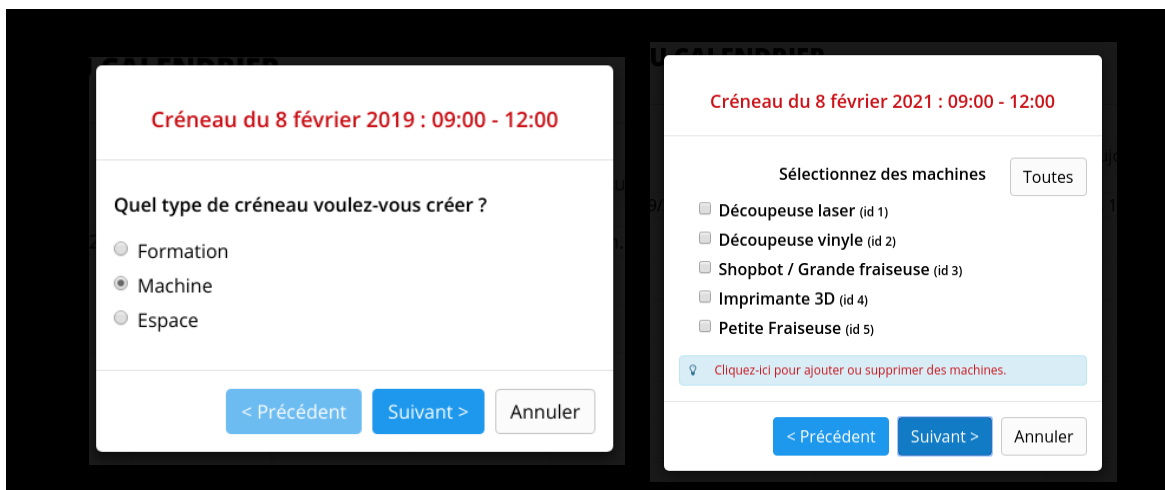 U CALENDRIER
Créneau du 8 février 2019 : 09:00 - 12:00
Quel type de créneau voulez-vous créer ?
Formation
Machine
Espace
< Précédent
Suivant >
Annuler
U CALENDRIER
Créneau du 8 février 2021 : 09:00 - 12:00
Sélectionnez des machines
Toutes
Découpeuse laser (id 1)
Découpeuse vinyle (id 2)
Shopbot / Grande fraiseuse (id 3)
Imprimante 3D (id 4)
Petite Fraiseuse (id 5)
Cliquez-ici pour ajouter ou supprimer des machines.
< Précédent
Suivant >
Annuler